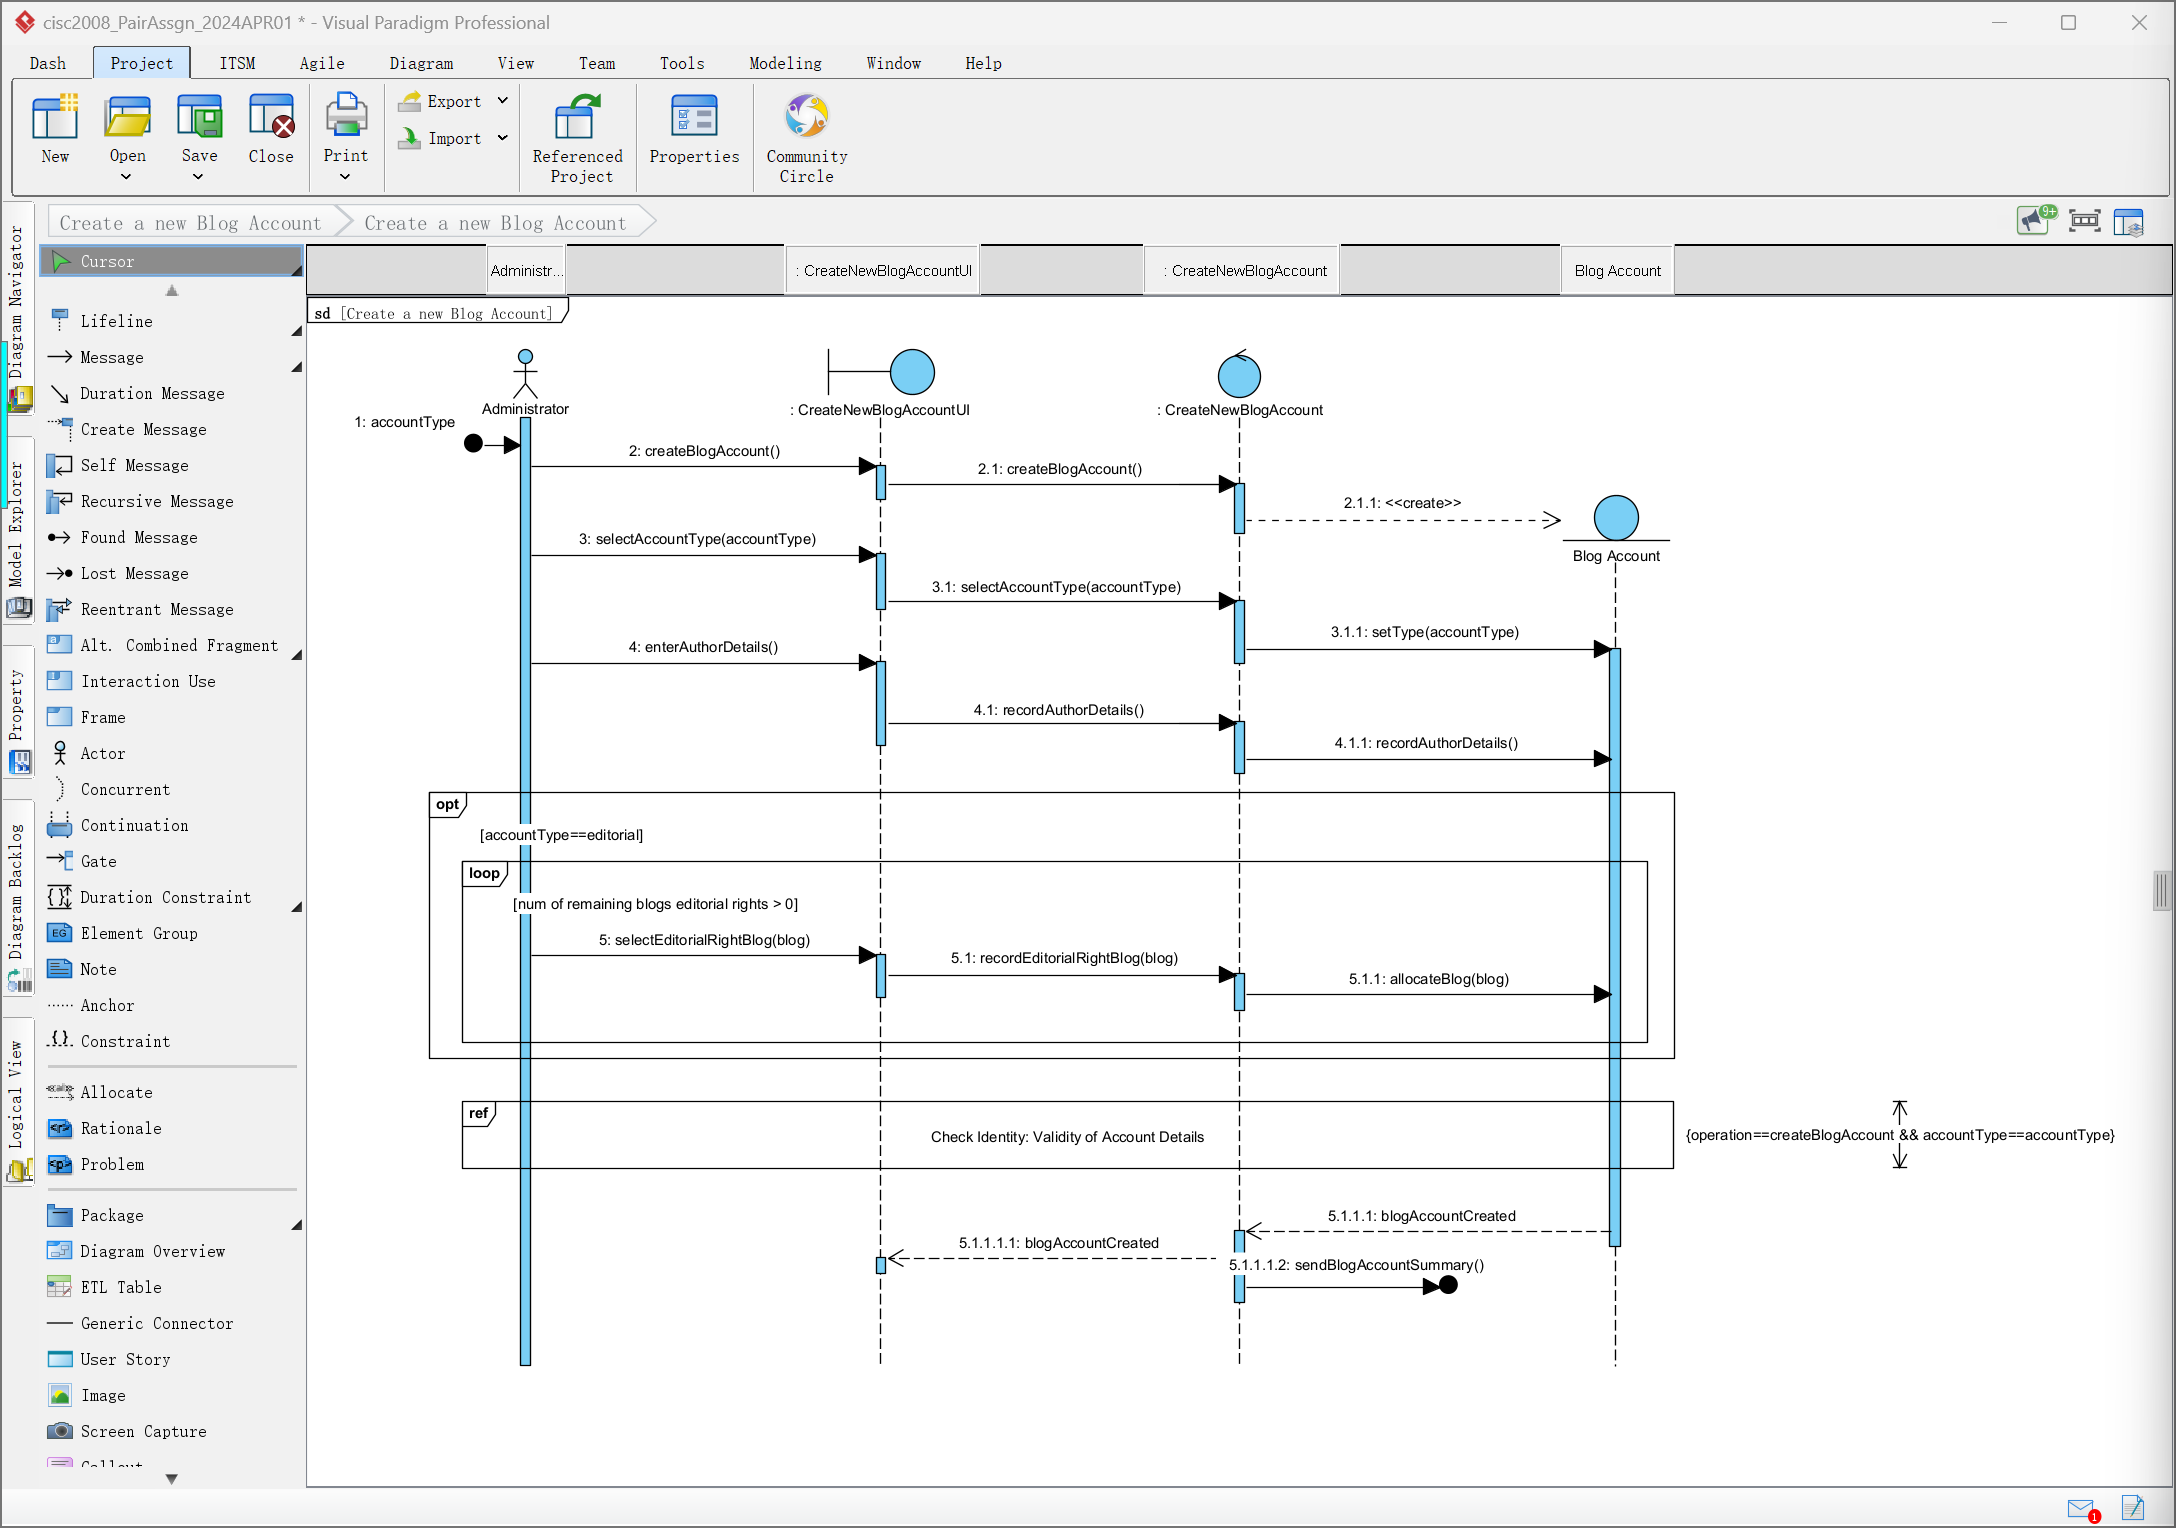 cisc2008_PairAssgn_2024APR01 * - Visual Paradigm Professional
Dash Project ITSM Agile Diagram View Team Tools Modeling Window Help
New
Open
Save
Close
Print
Export
Import
Referenced
Project
Properties
Community
Circle
Create a new Blog Account Create a new Blog Account
9+
Diagram Navigator
Model Explorer
Property
Diagram Backlog
Logical View
Cursor
Lifeline
Message
Duration Message
Create Message
Self Message
Recursive Message
Found Message
Lost Message
Reentrant Message
Alt. Combined Fragment
Interaction Use
Frame
Actor
Concurrent
Continuation
Gate
Duration Constraint
EG Element Group
Note
Anchor
Constraint
Allocate
<r> Rationale
<p> Problem
Package
Diagram Overview
ETL Table
Generic Connector
User Story
Image
Screen Capture
Callout
Administr... : CreateNewBlogAccountUI : CreateNewBlogAccount Blog Account
sd [Create a new Blog Account]
Administrator
: CreateNewBlogAccountUI
: CreateNewBlogAccount
1: accountType
2: createBlogAccount()
2.1: createBlogAccount()
2.1.1: <<create>>
3: selectAccountType(accountType)
Blog Account
3.1: selectAccountType(accountType)
3.1.1: setType(accountType)
4: enterAuthorDetails()
4.1: recordAuthorDetails()
4.1.1: recordAuthorDetails()
opt
[accountType==editorial]
loop
[num of remaining blogs editorial rights > 0]
5: selectEditorialRightBlog(blog)
5.1: recordEditorialRightBlog(blog)
5.1.1: allocateBlog(blog)
ref
Check Identity: Validity of Account Details
{operation==createBlogAccount && accountType==accountType}
5.1.1.1: blogAccountCreated
5.1.1.1.1: blogAccountCreated
5.1.1.1.2: sendBlogAccountSummary()
1